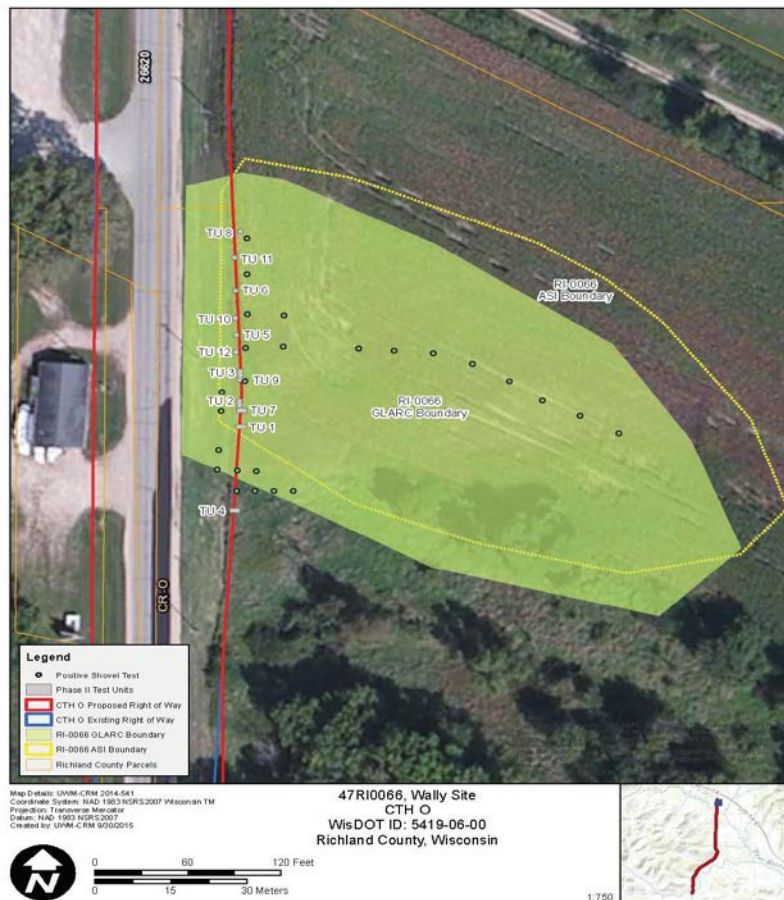 26620
TU 8
TU 11
TU 6
TU 10
TU 5
TU 12
TU 3
TU 9
TU 2
TU 7
TU 1
TU 4
RI-0066
ASI Boundary
RI-0066
GLARC Boundary
CR-O
Legend
Positive Shovel Test
Phase II Test Units
CTH O Proposed Right of Way
CTH O Existing Right of Way
RI-0066 GLARC Boundary
RI-0066 ASI Boundary
Richland County Parcels
Map Details: UWM-CRM 2014-541
Coordinate System: NAD 1983 NSRS2007 Wisconsin TM
Projection: Transverse Mercator
Datum: NAD 1983 NSRS2007
Created by: UWM-CRM 9/30/2015
47RI0066, Wally Site
CTH O
WisDOT ID: 5419-06-00
Richland County, Wisconsin
N
0 60 120 Feet
0 15 30 Meters
1:750